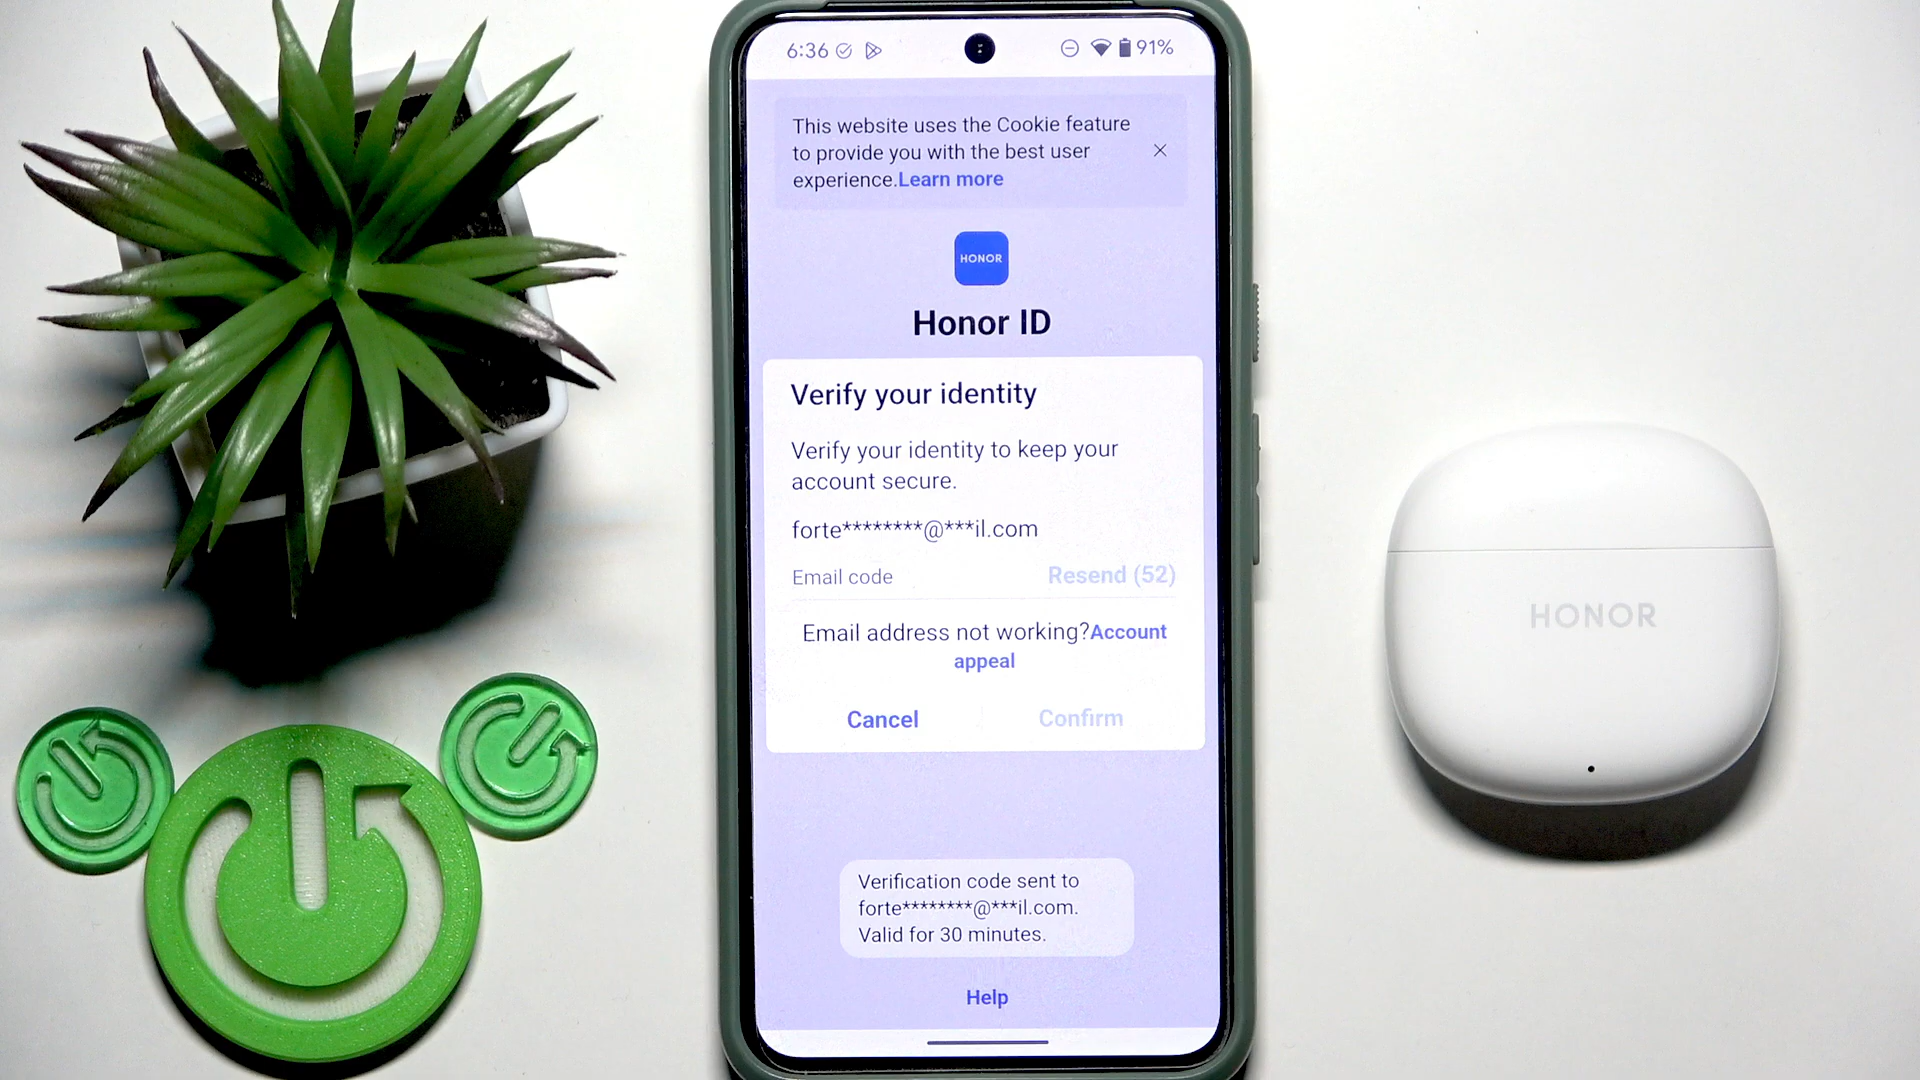 6:36
91%
This website uses the Cookie feature
to provide you with the best user
experience.Learn more
HONOR
Honor ID
Verify your identity
Verify your identity to keep your
account secure.
forte********@***il.com
Email code
Resend (52)
Email address not working?Account
appeal
Cancel
Confirm
Verification code sent to
forte********@***il.com.
Valid for 30 minutes.
Help
HONOR